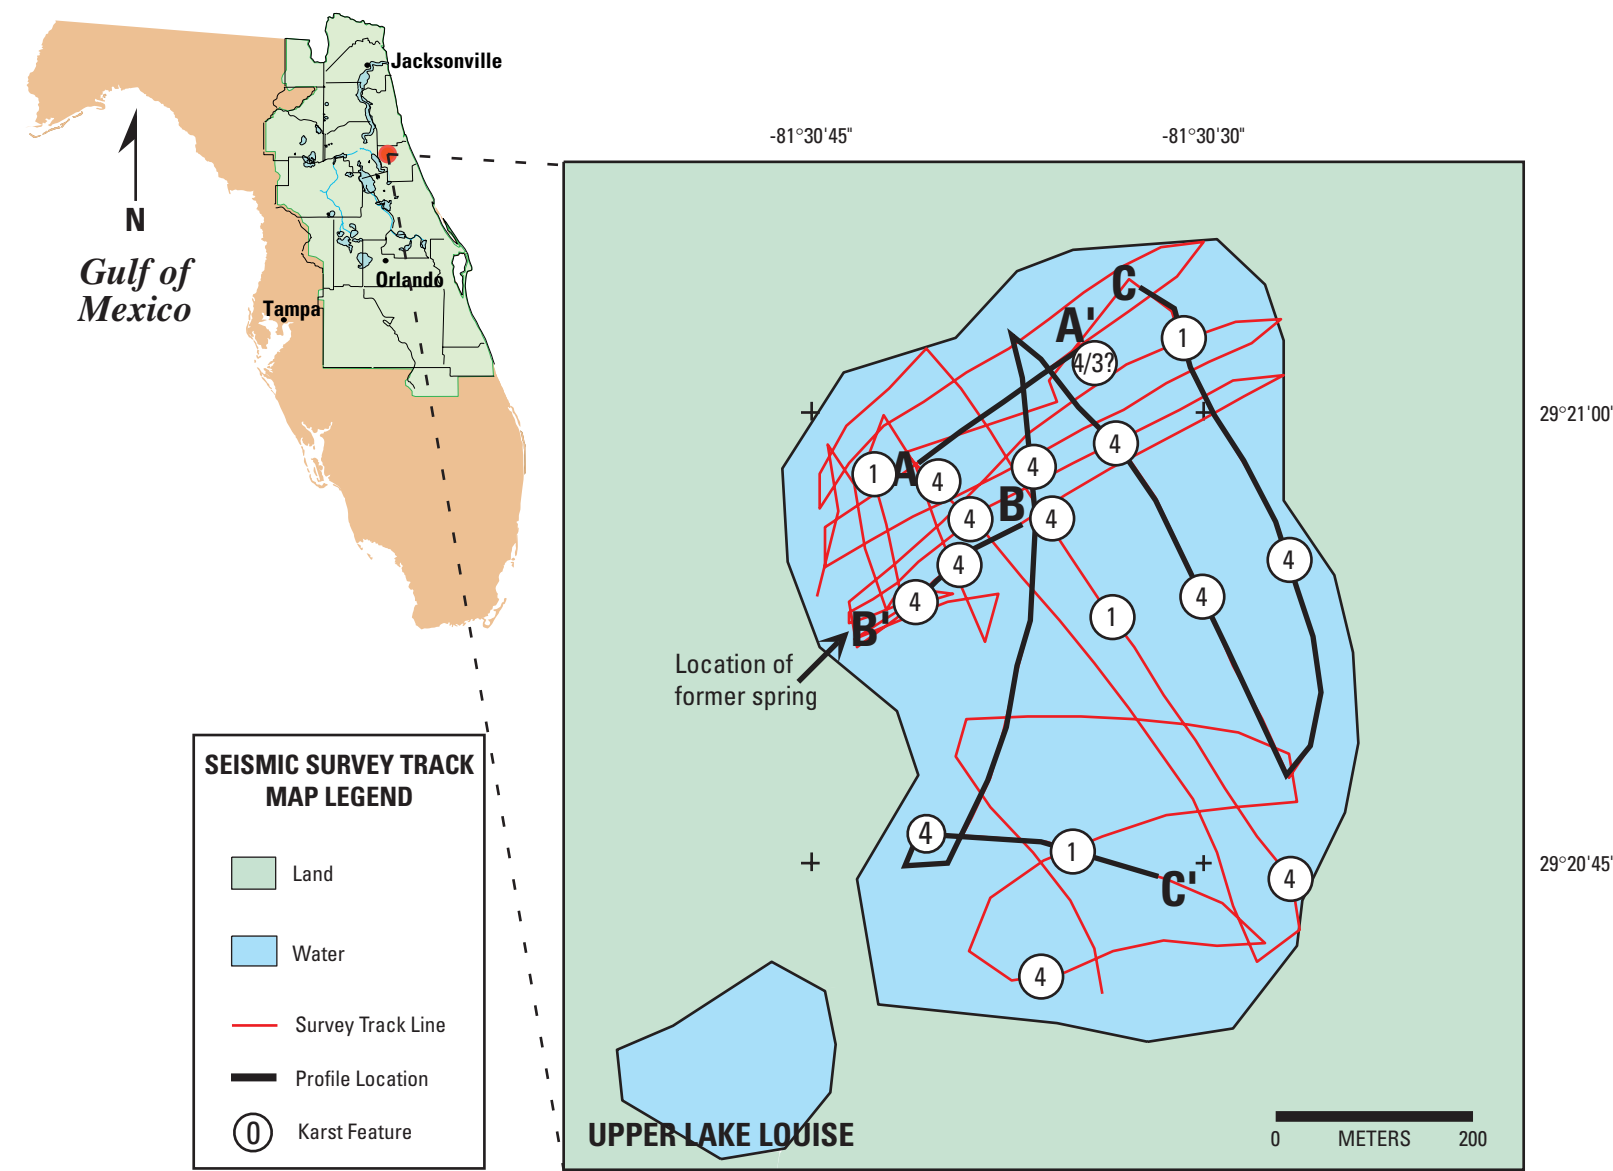 Jacksonville
N
Gulf of
Mexico
Orlando
Tampa
-81°30'45"
-81°30'30"
29°21'00'
29°20'45'
C
A'
1
4/3?
4
1
A
4
4
4
B
4
4
4
4
4
1
B'
Location of
former spring
4
1
C'
4
4
SEISMIC SURVEY TRACK
MAP LEGEND
Land
Water
Survey Track Line
Profile Location
0
Karst Feature
UPPER LAKE LOUISE
0 METERS 200